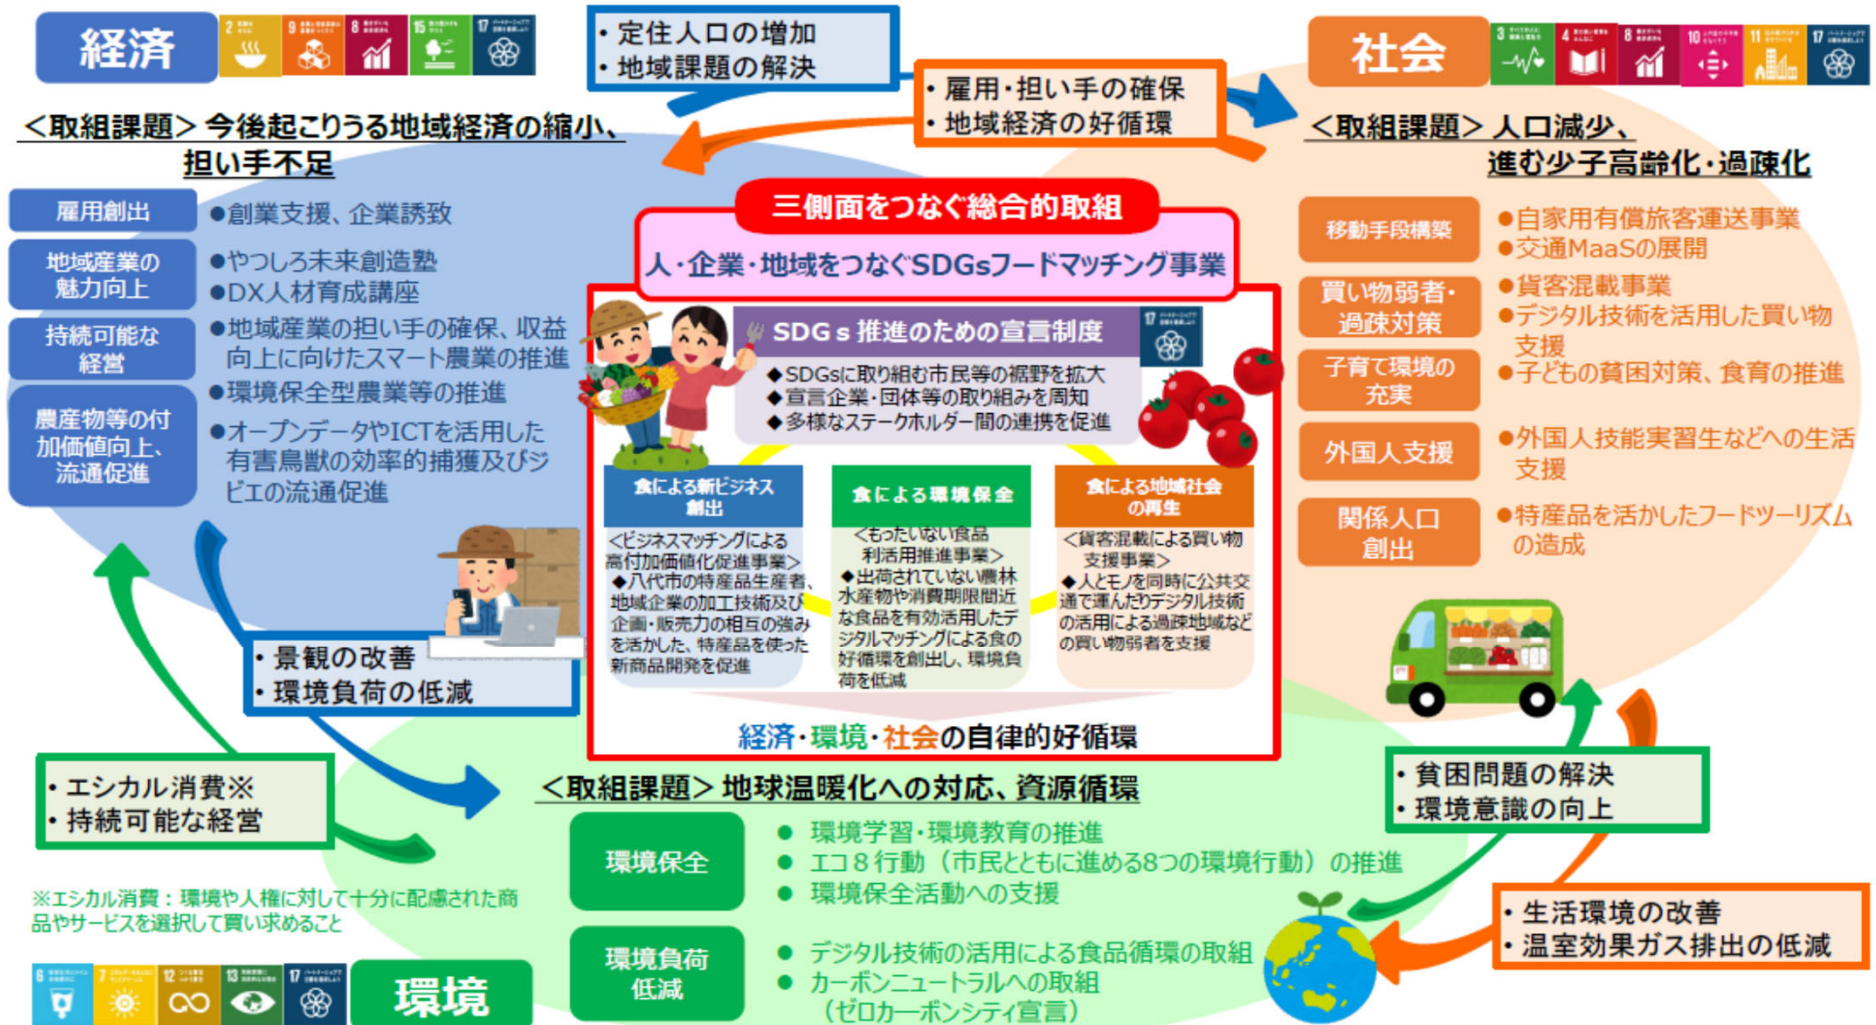 経済
2
9
8
15
17
・定住人口の増加
・地域課題の解決
・雇用・担い手の確保
・地域経済の好循環
社会
3
4
8
10
11
17
＜取組課題＞今後起こりうる地域経済の縮小、
担い手不足
雇用創出
●創業支援、企業誘致
地域産業の
魅力向上
●やつしろ未来創造塾
●DX人材育成講座
持続可能な
経営
●地域産業の担い手の確保、収益
向上に向けたスマート農業の推進
●環境保全型農業等の推進
農産物等の付
加価値向上、
流通促進
●オープンデータやICTを活用した
有害鳥獣の効率的捕獲及びジ
ビエの流通促進
＜取組課題＞人口減少、
進む少子高齢化・過疎化
移動手段構築
●自家用有償旅客運送事業
●交通MaaSの展開
買い物弱者・
過疎対策
●貨客混載事業
●デジタル技術を活用した買い物
支援
子育て環境の
充実
●子どもの貧困対策、食育の推進
外国人支援
●外国人技能実習生などへの生活
支援
関係人口
創出
●特産品を活かしたフードツーリズム
の造成
三側面をつなぐ総合的取組
人・企業・地域をつなぐSDGsフードマッチング事業
SDGｓ推進のための宣言制度
17
◆SDGsに取り組む市民等の裾野を拡大
◆宣言企業・団体等の取り組みを周知
◆多様なステークホルダー間の連携を促進
食による新ビジネス
創出
＜ビジネスマッチングによる
高付加価値化促進事業＞
◆八代市の特産品生産者、
地域企業の加工技術及び
企画・販売力の相互の強み
を活かした、特産品を使った
新商品開発を促進
食による環境保全
＜もったいない食品
利活用推進事業＞
◆出荷されていない農林
水産物や消費期限間近
な食品を有効活用したデ
ジタルマッチングによる食の
好循環を創出し、環境負
荷を低減
食による地域社会
の再生
＜貨客混載による買い物
支援事業＞
◆人とモノを同時に公共交
通で運んだりデジタル技術
の活用による過疎地域など
の買い物弱者を支援
経済・環境・社会の自律的好循環
・景観の改善
・環境負荷の低減
・エシカル消費※
・持続可能な経営
・貧困問題の解決
・環境意識の向上
・生活環境の改善
・温室効果ガス排出の低減
＜取組課題＞地球温暖化への対応、資源循環
環境保全
● 環境学習・環境教育の推進
● エコ８行動（市民とともに進める8つの環境行動）の推進
● 環境保全活動への支援
環境負荷
低減
● デジタル技術の活用による食品循環の取組
● カーボンニュートラルへの取組
（ゼロカーボンシティ宣言）
※エシカル消費：環境や人権に対して十分に配慮された商
品やサービスを選択して買い求めること
6
7
12
13
17
環境